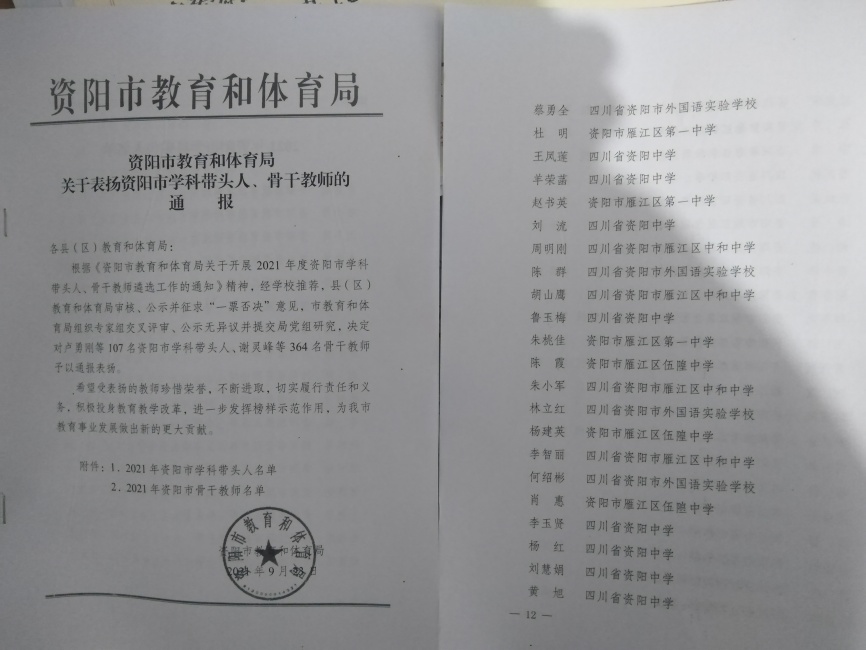 资阳市教育和体育局
资阳市教育和体育局
关于表扬资阳市学科带头人、骨干教师的
通 报
各县（区）教育和体育局：
根据《资阳市教育和体育局关于开展2021年度资阳市学科
带头人、骨干教师遴选工作的通知》精神，经学校推荐，县（区）
教育和体育局审核、公示并征求“一票否决”意见，市教育和体
育局组织专家组交叉评审、公示无异议并提交局党组研究，决定
对卢勇刚等107名资阳市学科带头人、谢灵峰等364名骨干教师
予以通报表扬。
希望受表扬的教师珍惜荣誉，不断进取，切实履行责任和义
务，积极投身教育教学改革，进一步发挥榜样示范作用，为我市
教育事业发展做出新的更大贡献。
附件：1. 2021年资阳市学科带头人名单
2. 2021年资阳市骨干教师名单
资阳市教育和体育局
2021年9月23日
资阳市教育和体育局
蔡勇全 四川省资阳市外国语实验学校
杜 明 资阳市雁江区第一中学
王凤莲 四川省资阳中学
羊荣菡 四川省资阳中学
赵书英 资阳市雁江区第一中学
刘 流 四川省资阳中学
周明刚 四川省资阳市雁江区中和中学
陈 群 四川省资阳市外国语实验学校
胡山鹰 四川省资阳市雁江区中和中学
鲁玉梅 四川省资阳中学
朱桃佳 资阳市雁江区第一中学
陈 霞 资阳市雁江区伍隍中学
朱小军 四川省资阳市雁江区中和中学
林立红 四川省资阳市外国语实验学校
杨建英 资阳市雁江区伍隍中学
李智丽 四川省资阳市雁江区中和中学
何绍彬 四川省资阳市外国语实验学校
肖 惠 资阳市雁江区伍隍中学
李玉贤 四川省资阳中学
杨 红 四川省资阳中学
刘慧娟 四川省资阳中学
黄 旭 四川省资阳中学
— 12 —